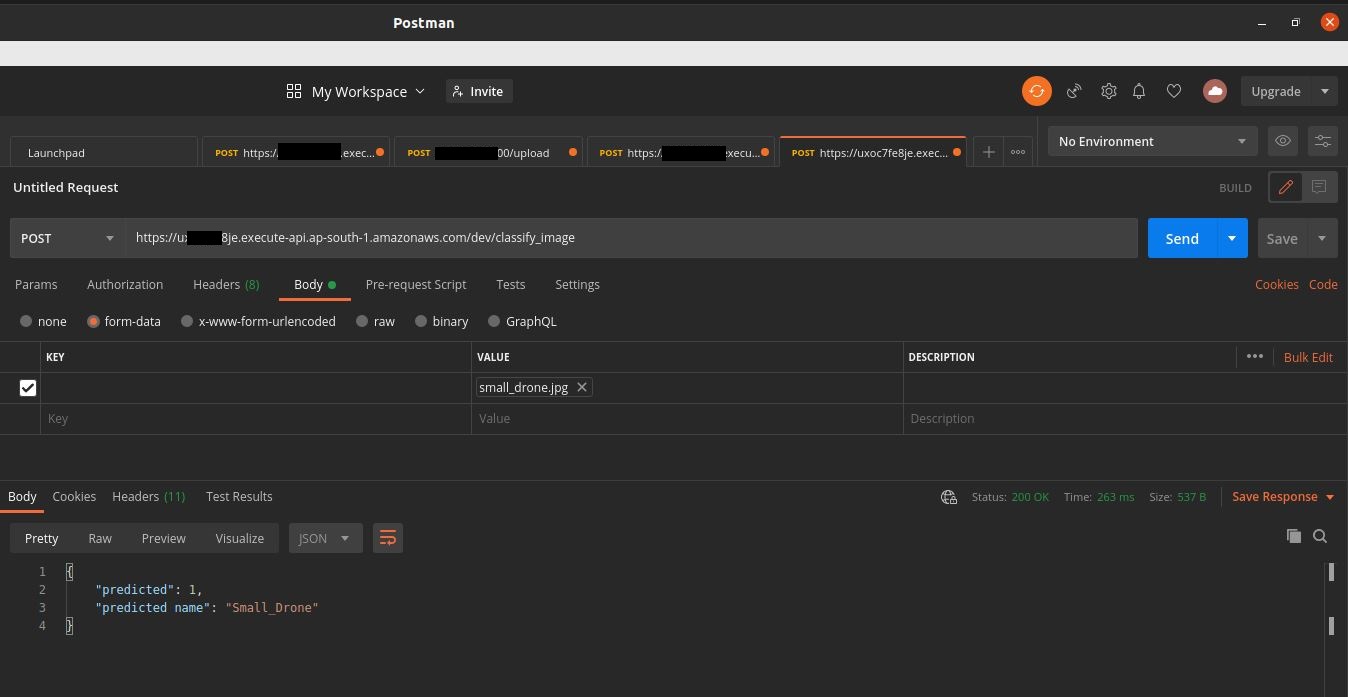 Postman
My Workspace Invite Upgrade
Launchpad POST https:/ .exec... POST 00/upload POST https:/ execu... POST https://uxoc7fe8je.exec... No Environment
Untitled Request BUILD
POST https://ux 8je.execute-api.ap-south-1.amazonaws.com/dev/classify_image Send Save
Params Authorization Headers (8) Body Pre-request Script Tests Settings Cookies Code
none form-data x-www-form-urlencoded raw binary GraphQL
KEY VALUE DESCRIPTION Bulk Edit
small_drone.jpg
Key Value Description
Body Cookies Headers (11) Test Results Status: 200 OK Time: 263 ms Size: 537 B Save Response
Pretty Raw Preview Visualize JSON
1 {
2 "predicted": 1,
3 "predicted name": "Small_Drone"
4 }